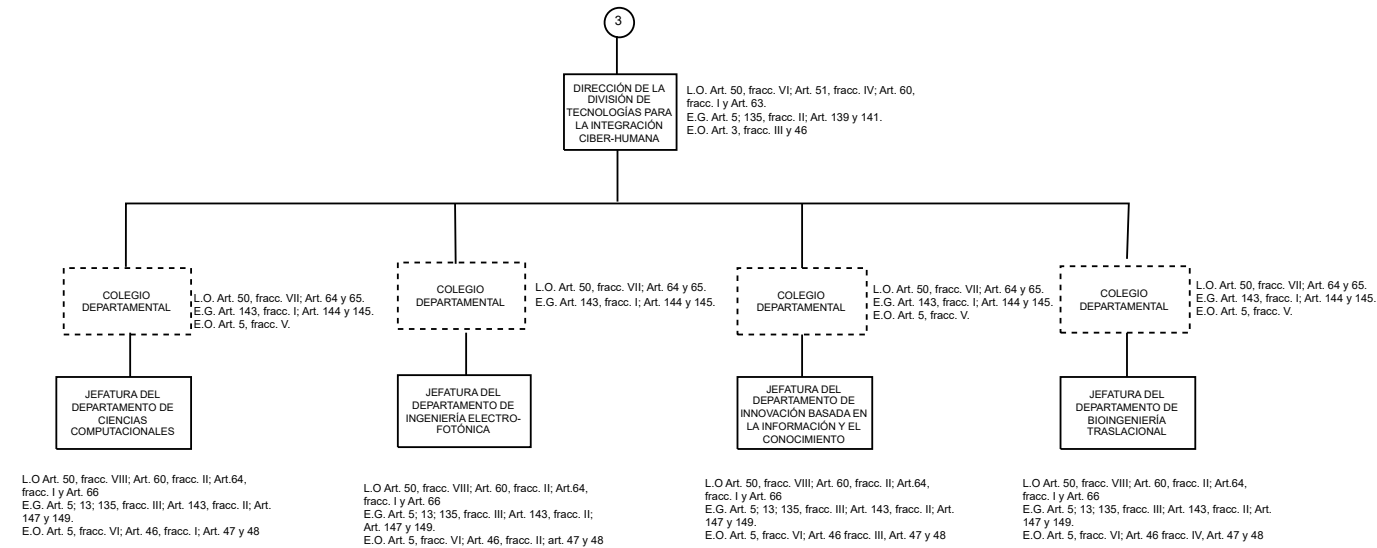 3
DIRECCIÓN DE LA
DIVISIÓN DE
TECNOLOGÍAS PARA
LA INTEGRACIÓN
CIBER-HUMANA
L.O. Art. 50, fracc. VI; Art. 51, fracc. IV; Art. 60,
fracc. I y Art. 63.
E.G. Art. 5; 135, fracc. II; Art. 139 y 141.
E.O. Art. 3, fracc. III y 46
COLEGIO
DEPARTAMENTAL
L.O. Art. 50, fracc. VII; Art. 64 y 65.
E.G. Art. 143, fracc. I; Art. 144 y 145.
E.O. Art. 5, fracc. V.
COLEGIO
DEPARTAMENTAL
L.O. Art. 50, fracc. VII; Art. 64 y 65.
E.G. Art. 143, fracc. I; Art. 144 y 145.
COLEGIO
DEPARTAMENTAL
L.O. Art. 50, fracc. VII; Art. 64 y 65.
E.G. Art. 143, fracc. I; Art. 144 y 145.
E.O. Art. 5, fracc. V.
COLEGIO
DEPARTAMENTAL
L.O. Art. 50, fracc. VII; Art. 64 y 65.
E.G. Art. 143, fracc. I; Art. 144 y 145.
E.O. Art. 5, fracc. V.
JEFATURA DEL
DEPARTAMENTO DE
CIENCIAS
COMPUTACIONALES
JEFATURA DEL
DEPARTAMENTO DE
INGENIERÍA ELECTRO-
FOTÓNICA
JEFATURA DEL
DEPARTAMENTO DE
INNOVACIÓN BASADA EN
LA INFORMACIÓN Y EL
CONOCIMIENTO
JEFATURA DEL
DEPARTAMENTO DE
BIOINGENIERÍA
TRASLACIONAL
L.O Art. 50, fracc. VIII; Art. 60, fracc. II; Art.64,
fracc. I y Art. 66
E.G. Art. 5; 13; 135, fracc. III; Art. 143, fracc. II; Art.
147 y 149.
E.O. Art. 5, fracc. VI; Art. 46, fracc. I; Art. 47 y 48
L.O Art. 50, fracc. VIII; Art. 60, fracc. II; Art.64,
fracc. I y Art. 66
E.G. Art. 5; 13; 135, fracc. III; Art. 143, fracc. II;
Art. 147 y 149.
E.O. Art. 5, fracc. VI; Art. 46, fracc. II; art. 47 y 48
L.O Art. 50, fracc. VIII; Art. 60, fracc. II; Art.64,
fracc. I y Art. 66
E.G. Art. 5; 13; 135, fracc. III; Art. 143, fracc. II; Art.
147 y 149.
E.O. Art. 5, fracc. VI; Art. 46 fracc. III, Art. 47 y 48
L.O Art. 50, fracc. VIII; Art. 60, fracc. II; Art.64,
fracc. I y Art. 66
E.G. Art. 5; 13; 135, fracc. III; Art. 143, fracc. II; Art.
147 y 149.
E.O. Art. 5, fracc. VI; Art. 46 fracc. IV, Art. 47 y 48